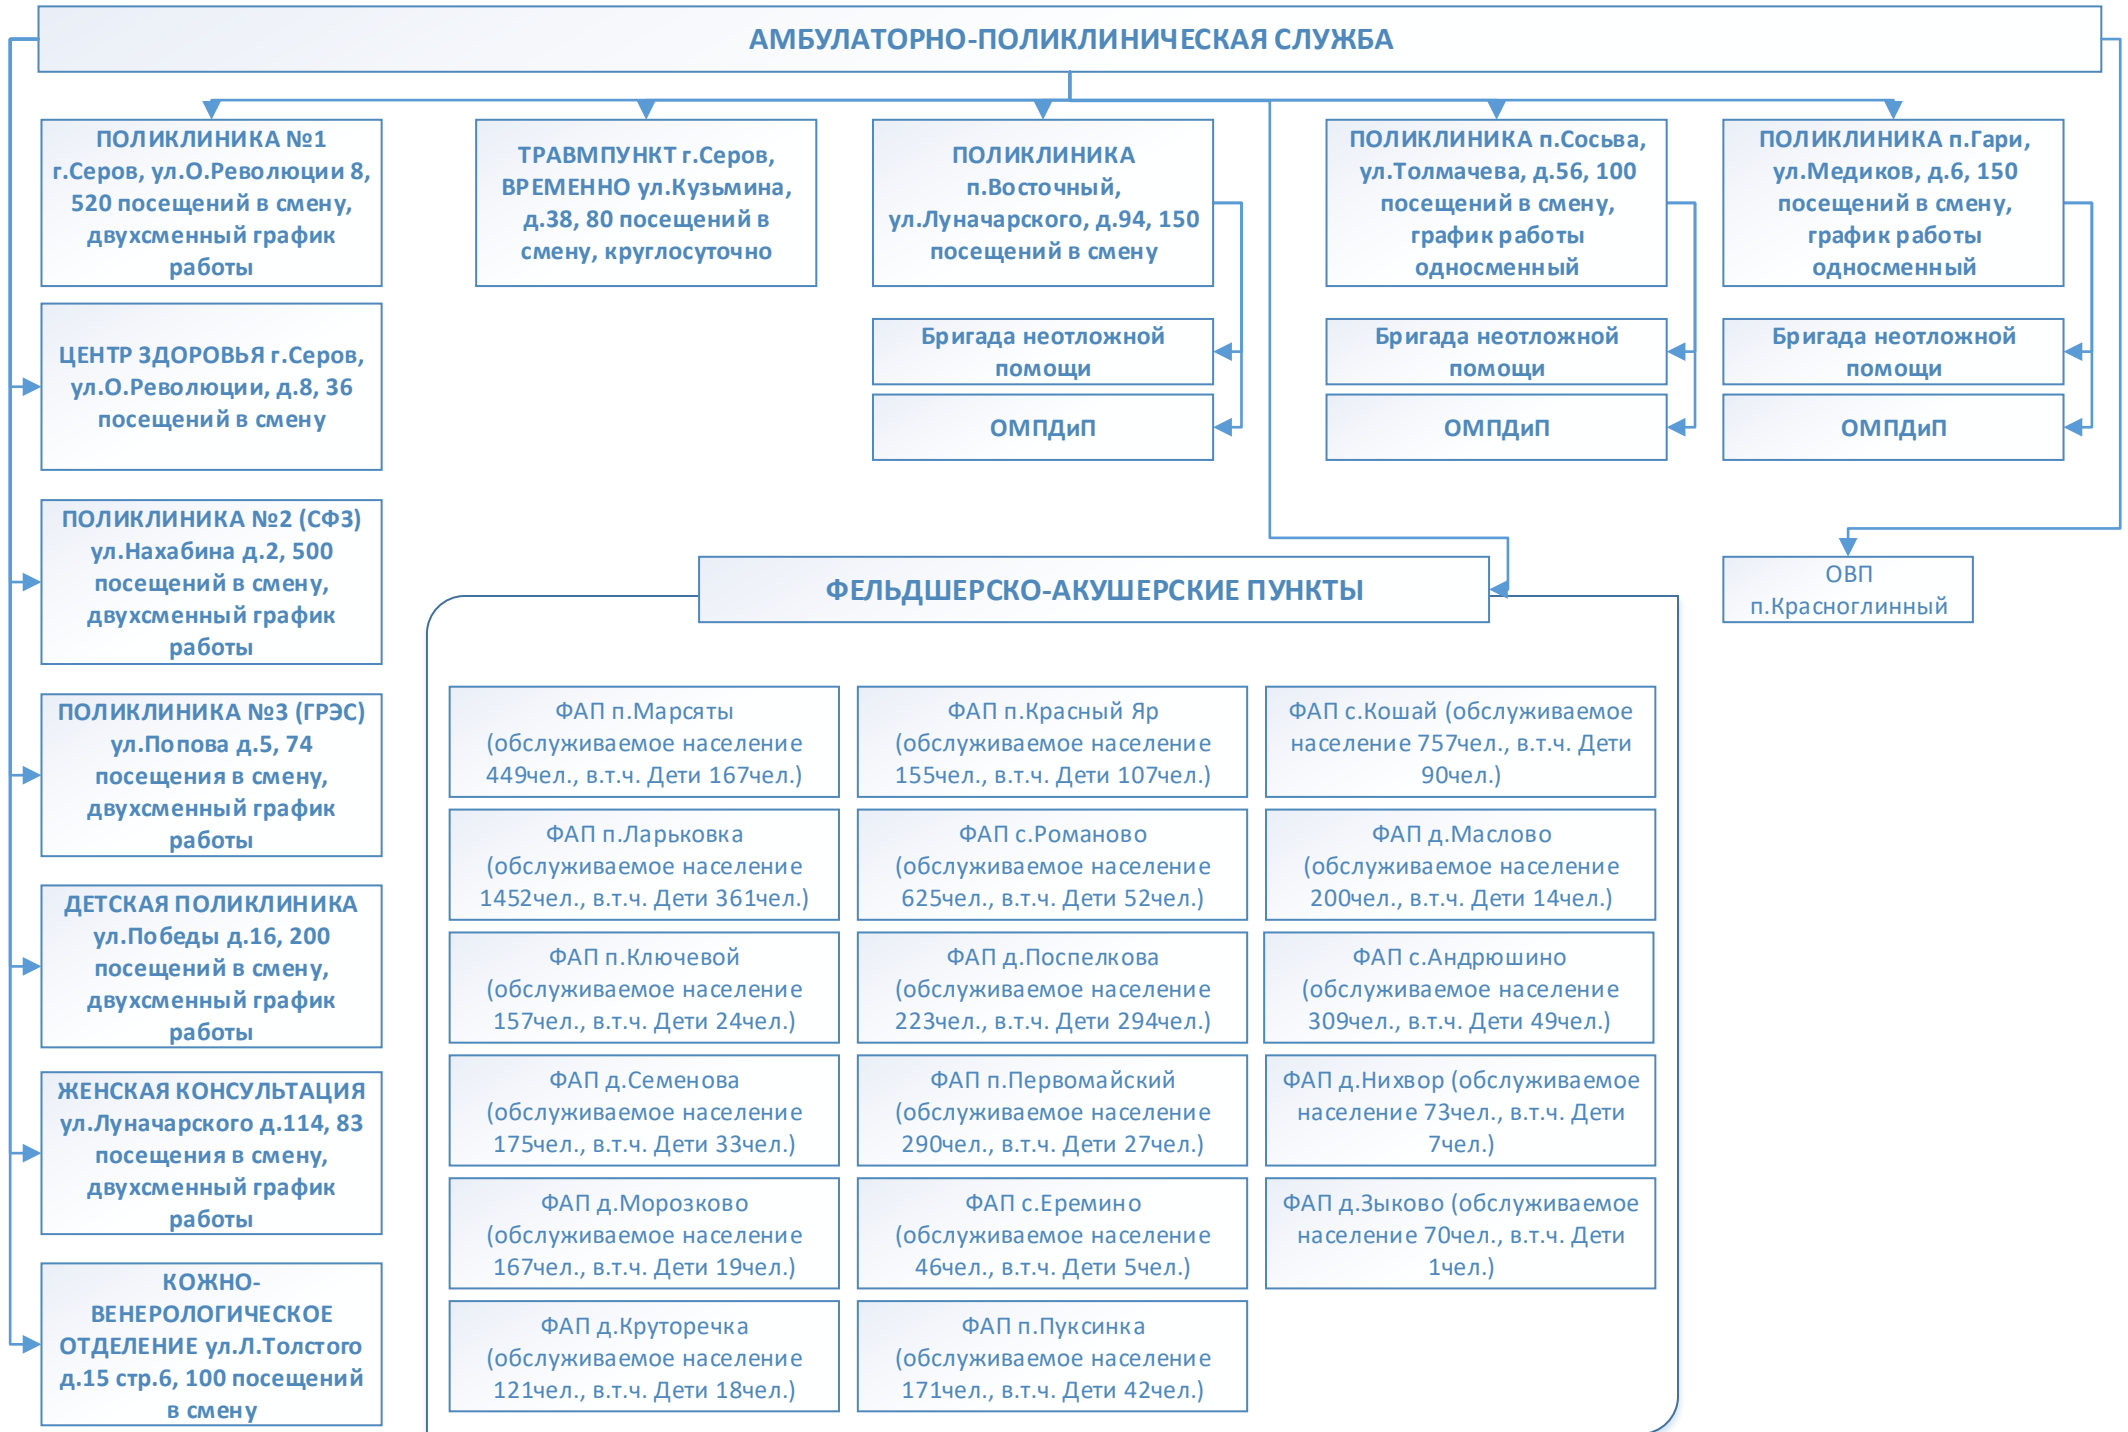 АМБУЛАТОРНО-ПОЛИКЛИНИЧЕСКАЯ СЛУЖБА
ПОЛИКЛИНИКА №1
г.Серов, ул.О.Революции 8,
520 посещений в смену,
двухсменный график
работы
ТРАВМПУНКТ г.Серов,
ВРЕМЕННО ул.Кузьмина,
д.38, 80 посещений в
смену, круглосуточно
ПОЛИКЛИНИКА
п.Восточный,
ул.Луначарского, д.94, 150
посещений в смену
ПОЛИКЛИНИКА п.Сосьва,
ул.Толмачева, д.56, 100
посещений в смену,
график работы
односменный
ПОЛИКЛИНИКА п.Гари,
ул.Медиков, д.6, 150
посещений в смену,
график работы
односменный
Бригада неотложной
помощи
ОМПДиП
Бригада неотложной
помощи
ОМПДиП
Бригада неотложной
помощи
ОМПДиП
ЦЕНТР ЗДОРОВЬЯ г.Серов,
ул.О.Революции, д.8, 36
посещений в смену
ПОЛИКЛИНИКА №2 (СФЗ)
ул.Нахабина д.2, 500
посещений в смену,
двухсменный график
работы
ПОЛИКЛИНИКА №3 (ГРЭС)
ул.Попова д.5, 74
посещения в смену,
двухсменный график
работы
ДЕТСКАЯ ПОЛИКЛИНИКА
ул.Победы д.16, 200
посещений в смену,
двухсменный график
работы
ЖЕНСКАЯ КОНСУЛЬТАЦИЯ
ул.Луначарского д.114, 83
посещения в смену,
двухсменный график
работы
КОЖНО-
ВЕНЕРОЛОГИЧЕСКОЕ
ОТДЕЛЕНИЕ ул.Л.Толстого
д.15 стр.6, 100 посещений
в смену
ФЕЛЬДШЕРСКО-АКУШЕРСКИЕ ПУНКТЫ
ОВП
п.Красноглинный
ФАП п.Марсяты
(обслуживаемое население
449чел., в.т.ч. Дети 167чел.)
ФАП п.Красный Яр
(обслуживаемое население
155чел., в.т.ч. Дети 107чел.)
ФАП с.Кошай (обслуживаемое
население 757чел., в.т.ч. Дети
90чел.)
ФАП п.Ларьковка
(обслуживаемое население
1452чел., в.т.ч. Дети 361чел.)
ФАП с.Романово
(обслуживаемое население
625чел., в.т.ч. Дети 52чел.)
ФАП д.Маслово
(обслуживаемое население
200чел., в.т.ч. Дети 14чел.)
ФАП п.Ключевой
(обслуживаемое население
157чел., в.т.ч. Дети 24чел.)
ФАП д.Поспелкова
(обслуживаемое население
223чел., в.т.ч. Дети 294чел.)
ФАП с.Андрюшино
(обслуживаемое население
309чел., в.т.ч. Дети 49чел.)
ФАП д.Семенова
(обслуживаемое население
175чел., в.т.ч. Дети 33чел.)
ФАП п.Первомайский
(обслуживаемое население
290чел., в.т.ч. Дети 27чел.)
ФАП д.Нихвор (обслуживаемое
население 73чел., в.т.ч. Дети
7чел.)
ФАП д.Морозково
(обслуживаемое население
167чел., в.т.ч. Дети 19чел.)
ФАП с.Еремино
(обслуживаемое население
46чел., в.т.ч. Дети 5чел.)
ФАП д.Зыково (обслуживаемое
население 70чел., в.т.ч. Дети
1чел.)
ФАП д.Круторечка
(обслуживаемое население
121чел., в.т.ч. Дети 18чел.)
ФАП п.Пуксинка
(обслуживаемое население
171чел., в.т.ч. Дети 42чел.)